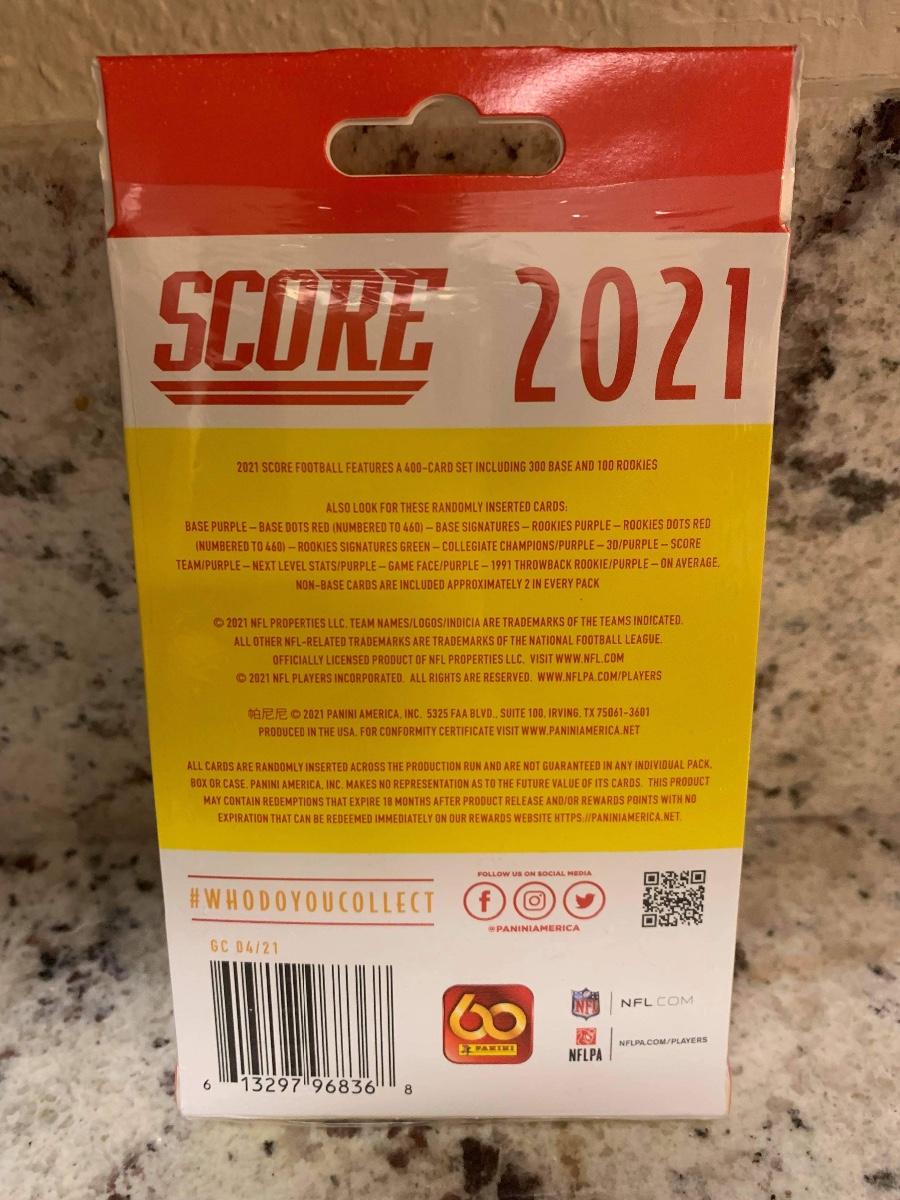 SCORE 2021
2021 SCORE FOOTBALL FEATURES A 400-CARD SET INCLUDING 300 BASE AND 100 ROOKIES
ALSO LOOK FOR THESE RANDOMLY INSERTED CARDS:
BASE PURPLE – BASE DOTS RED (NUMBERED TO 460) – BASE SIGNATURES – ROOKIES PURPLE – ROOKIES DOTS RED
(NUMBERED TO 460) – ROOKIES SIGNATURES GREEN – COLLEGIATE CHAMPIONS/PURPLE – 3D/PURPLE – SCORE
TEAM/PURPLE – NEXT LEVEL STATS/PURPLE – GAME FACE/PURPLE – 1991 THROWBACK ROOKIE/PURPLE – ON AVERAGE,
NON-BASE CARDS ARE INCLUDED APPROXIMATELY 2 IN EVERY PACK
© 2021 NFL PROPERTIES LLC. TEAM NAMES/LOGOS/INDICIA ARE TRADEMARKS OF THE TEAMS INDICATED.
ALL OTHER NFL-RELATED TRADEMARKS ARE TRADEMARKS OF THE NATIONAL FOOTBALL LEAGUE.
OFFICIALLY LICENSED PRODUCT OF NFL PROPERTIES LLC. VISIT WWW.NFL.COM
© 2021 NFL PLAYERS INCORPORATED. ALL RIGHTS ARE RESERVED. WWW.NFLPA.COM/PLAYERS
帕尼尼 © 2021 PANINI AMERICA, INC. 5325 FAA BLVD., SUITE 100, IRVING, TX 75061-3601
PRODUCED IN THE USA. FOR CONFORMITY CERTIFICATE VISIT WWW.PANINIAMERICA.NET
ALL CARDS ARE RANDOMLY INSERTED ACROSS THE PRODUCTION RUN AND ARE NOT GUARANTEED IN ANY INDIVIDUAL PACK,
BOX OR CASE. PANINI AMERICA, INC. MAKES NO REPRESENTATION AS TO THE FUTURE VALUE OF ITS CARDS. THIS PRODUCT
MAY CONTAIN REDEMPTIONS THAT EXPIRE 18 MONTHS AFTER PRODUCT RELEASE AND/OR REWARDS POINTS WITH NO
EXPIRATION THAT CAN BE REDEEMED IMMEDIATELY ON OUR REWARDS WEBSITE HTTPS://PANINIAMERICA.NET.
#WHODOYOUCOLLECT
FOLLOW US ON SOCIAL MEDIA
@PANINIAMERICA
GC 04/21
6 13297 96836 8
60
PANINI
NFL
NFL.COM
NFLPA
NFLPA.COM/PLAYERS